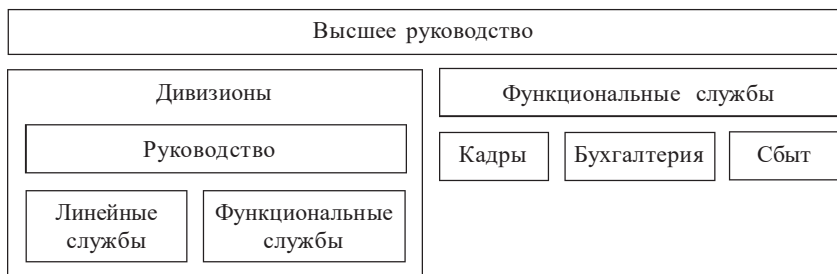 Высшее руководство
Дивизионы
Функциональные службы
Руководство
Кадры
Бухгалтерия
Сбыт
Линейные
службы
Функциональные
службы